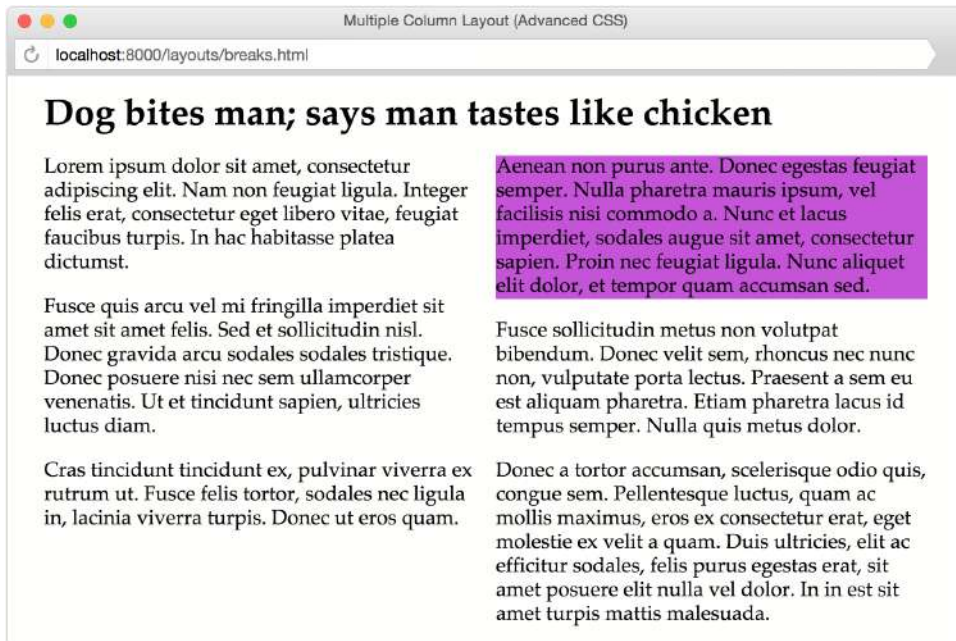 Multiple Column Layout (Advanced CSS)
localhost:8000/layouts/breaks.html
Dog bites man; says man tastes like chicken
Lorem ipsum dolor sit amet, consectetur
adipiscing elit. Nam non feugiat ligula. Integer
felis erat, consectetur eget libero vitae, feugiat
faucibus turpis. In hac habitasse platea
dictumst.
Fusce quis arcu vel mi fringilla imperdiet sit
amet sit amet felis. Sed et sollicitudin nisl.
Donec gravida arcu sodales sodales tristique.
Donec posuere nisi nec sem ullamcorper
venenatis. Ut et tincidunt sapien, ultricies
luctus diam.
Cras tincidunt tincidunt ex, pulvinar viverra ex
rutrum ut. Fusce felis tortor, sodales nec ligula
in, lacinia viverra turpis. Donec ut eros quam.
Aenean non purus ante. Donec egestas feugiat
semper. Nulla pharetra mauris ipsum, vel
facilisis nisi commodo a. Nunc et lacus
imperdiet, sodales augue sit amet, consectetur
sapien. Proin nec feugiat ligula. Nunc aliquet
elit dolor, et tempor quam accumsan sed.
Fusce sollicitudin metus non volutpat
bibendum. Donec velit sem, rhoncus nec nunc
non, vulputate porta lectus. Praesent a sem eu
est aliquam pharetra. Etiam pharetra lacus id
tempus semper. Nulla quis metus dolor.
Donec a tortor accumsan, scelerisque odio quis,
congue sem. Pellentesque luctus, quam ac
mollis maximus, eros ex consectetur erat, eget
molestie ex velit a quam. Duis ultricies, elit ac
efficitur sodales, felis purus egestas erat, sit
amet posuere elit nulla vel dolor. In in est sit
amet turpis mattis malesuada.